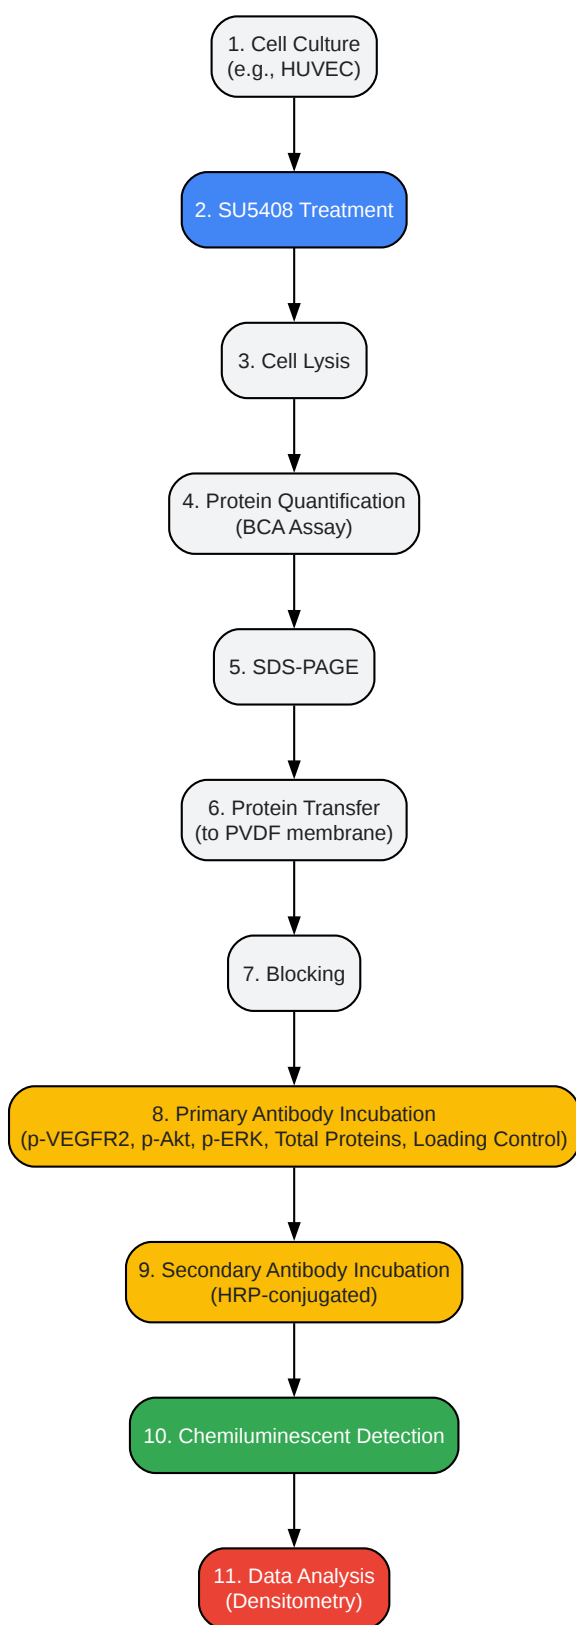 1. Cell Culture
(e.g., HUVEC)
2. SU5408 Treatment
3. Cell Lysis
4. Protein Quantification
(BCA Assay)
5. SDS-PAGE
6. Protein Transfer
(to PVDF membrane)
7. Blocking
8. Primary Antibody Incubation
(p-VEGFR2, p-Akt, p-ERK, Total Proteins, Loading Control)
9. Secondary Antibody Incubation
(HRP-conjugated)
10. Chemiluminescent Detection
11. Data Analysis
(Densitometry)